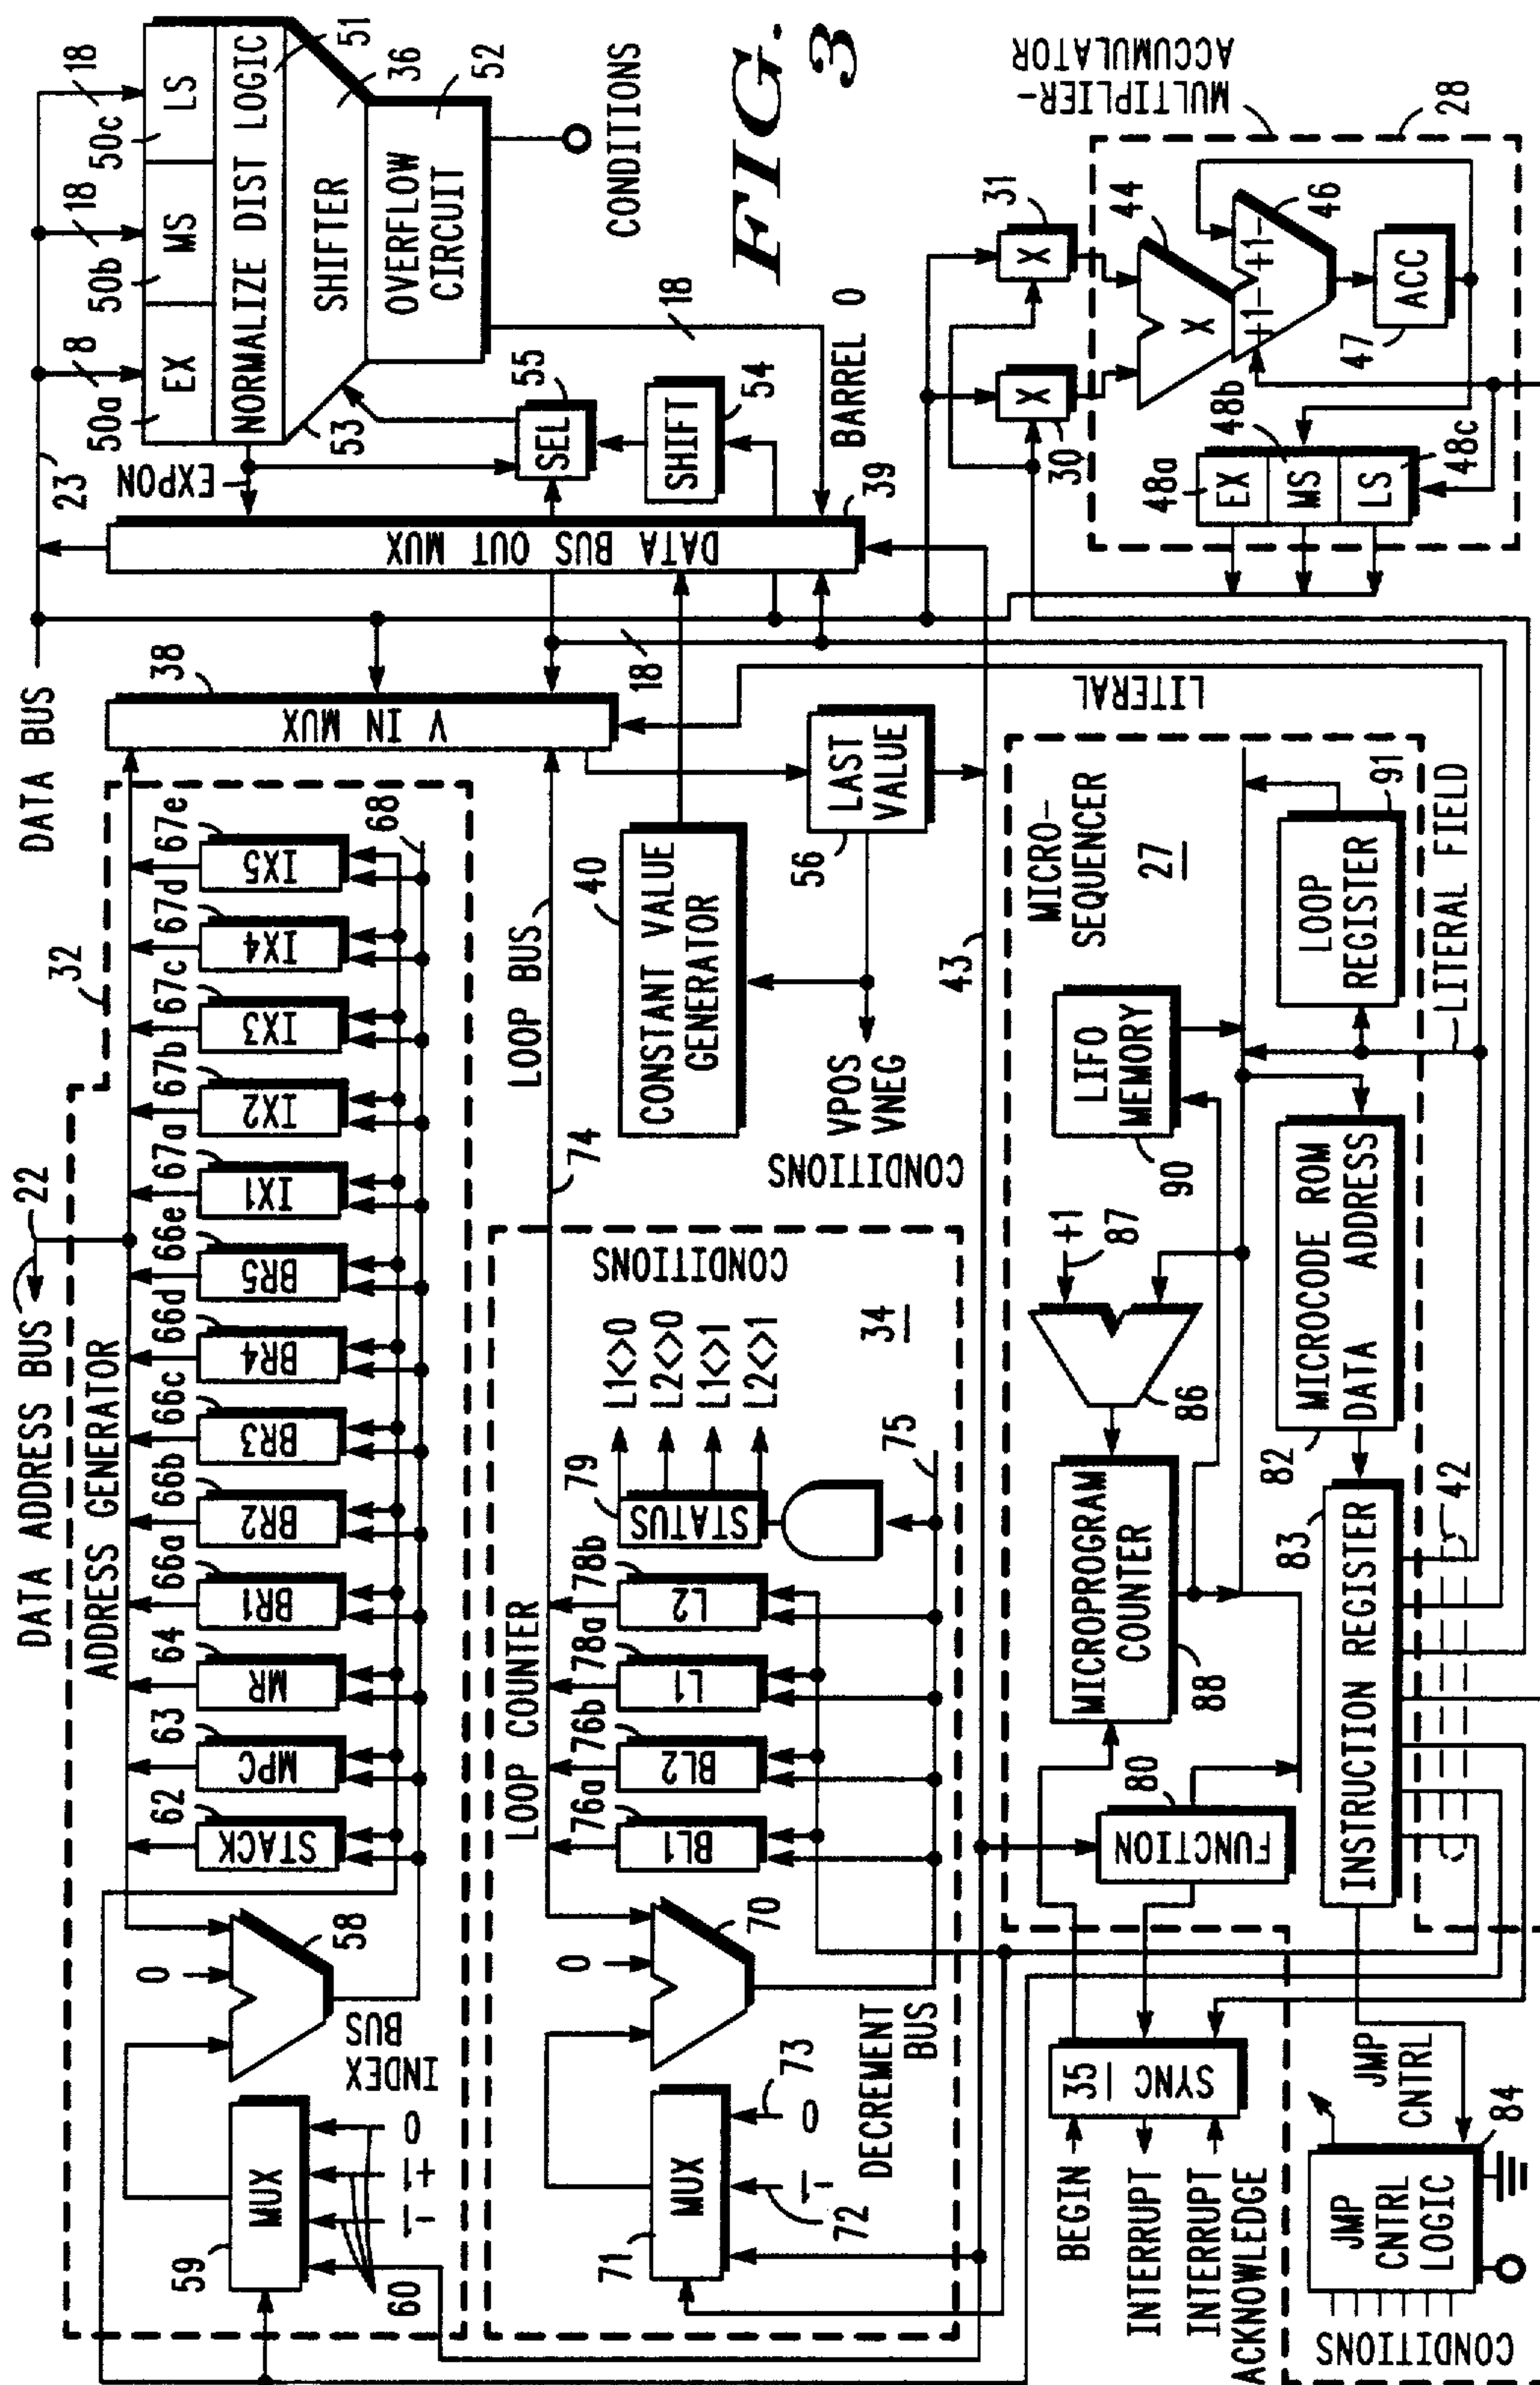 DATA ADDRESS BUS
22
ADDRESS GENERATOR
32
62
63
64
66a
66b
66c
66d
66e
67a
67b
67c
67d
67e
STACK
MPC
MR
BR1
BR2
BR3
BR4
BR5
IX1
IX2
IX3
IX4
IX5
68
0
58
INDEX
BUS
59
MUX
60
-1
+1
0
DATA BUS
23
V IN MUX
38
DATA BUS OUT MUX
39
EXPON
8
18
18
50a
50b
50c
EX
MS
LS
NORMALIZE DIST LOGIC
51
SHIFTER
36
53
OVERFLOW
CIRCUIT
52
CONDITIONS
18
BARREL 0
SEL
55
SHIFT
54
FIG.
3
LOOP COUNTER
LOOP BUS
74
76a
76b
78a
78b
79
BL1
BL2
L1
L2
STATUS
L1<>0
L2<>0
L1<>1
L2<>1
CONDITIONS
34
75
0
70
DECREMENT
BUS
71
MUX
72
-1
73
0
40
CONSTANT VALUE
GENERATOR
VPOS
VNEG
CONDITIONS
LAST
VALUE
56
43
18
LITERAL
30
X
31
X
MULTIPLIER-
ACCUMULATOR
28
X
44
+1-
+1-
46
ACC
47
48a
48b
48c
EX
MS
LS
BEGIN
INTERRUPT
INTERRUPT
ACKNOWLEDGE
35
SYNC
FUNCTION
80
MICROPROGRAM
COUNTER
88
86
+1
87
LIFO
MEMORY
90
MICRO-
SEQUENCER
27
LOOP
REGISTER
91
LITERAL FIELD
MICROCODE ROM
DATA ADDRESS
82
INSTRUCTION REGISTER
83
42
JMP
CNTRL
JMP
CNTRL
LOGIC
84
CONDITIONS